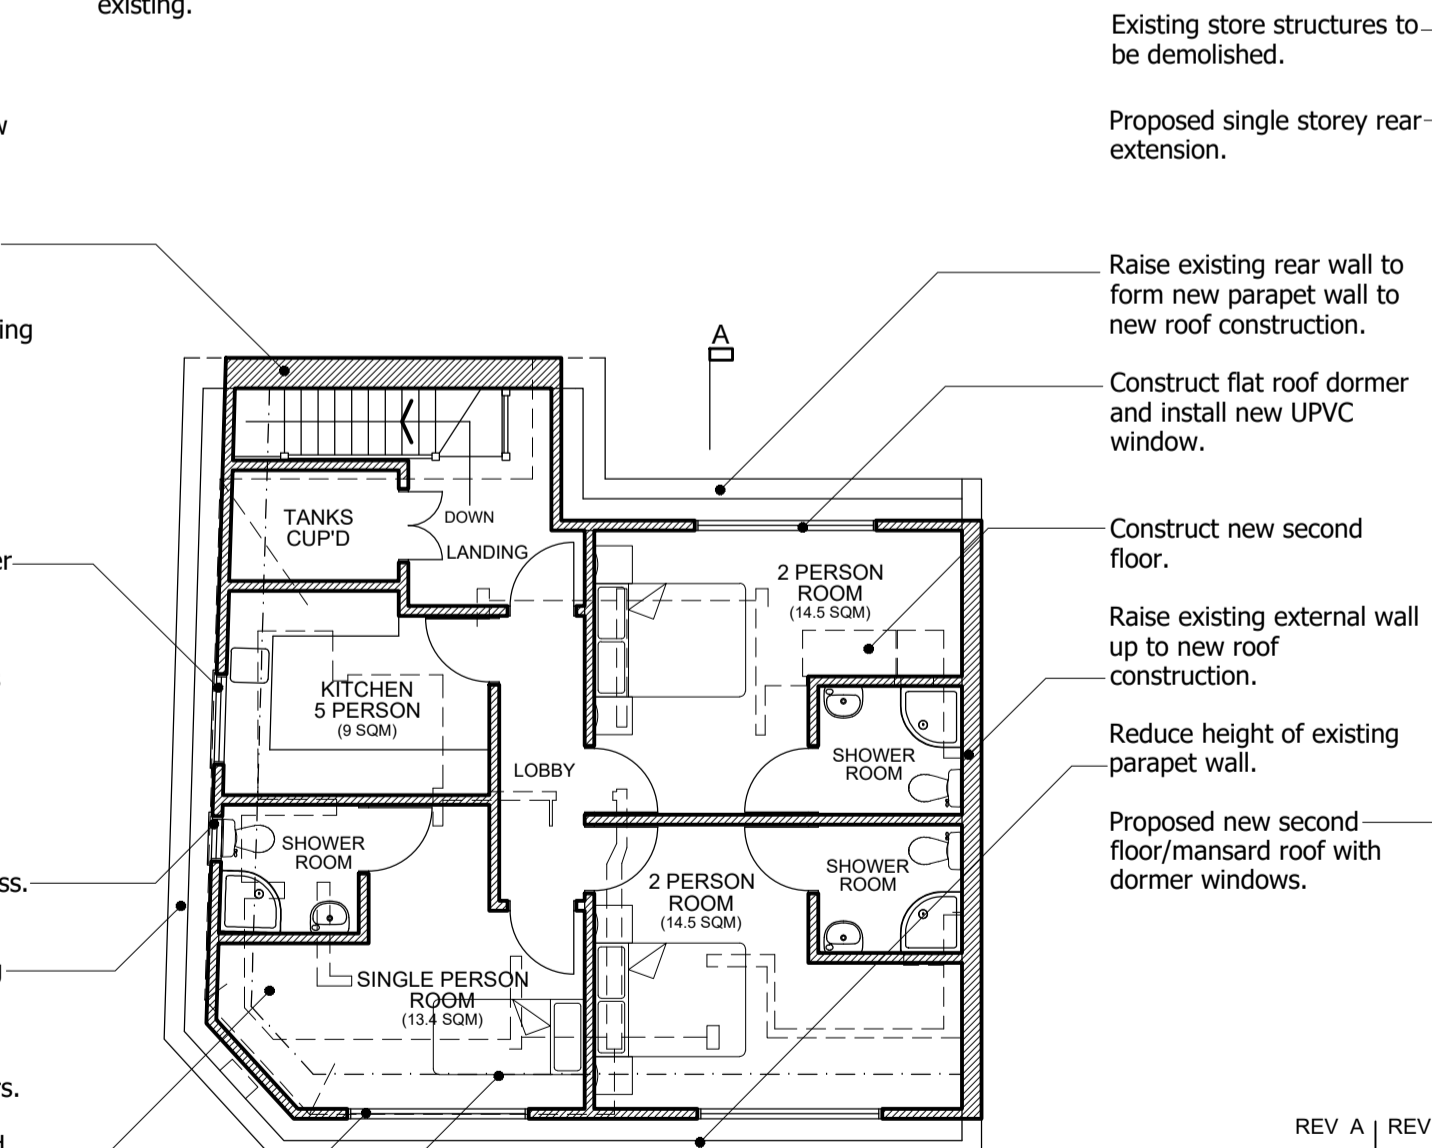 existing.
Existing store structures to
be demolished.
Proposed single storey rear
extension.
Raise existing rear wall to
form new parapet wall to
new roof construction.
Construct flat roof dormer
and install new UPVC
window.
Construct new second
floor.
Raise existing external wall
up to new roof
construction.
Reduce height of existing
parapet wall.
Proposed new second
floor/mansard roof with
dormer windows.
A
TANKS
CUP'D
DOWN
LANDING
2 PERSON
ROOM
(14.5 SQM)
KITCHEN
5 PERSON
(9 SQM)
LOBBY
SHOWER
ROOM
SHOWER
ROOM
SHOWER
ROOM
2 PERSON
ROOM
(14.5 SQM)
SINGLE PERSON
ROOM
(13.4 SQM)
REV A REV